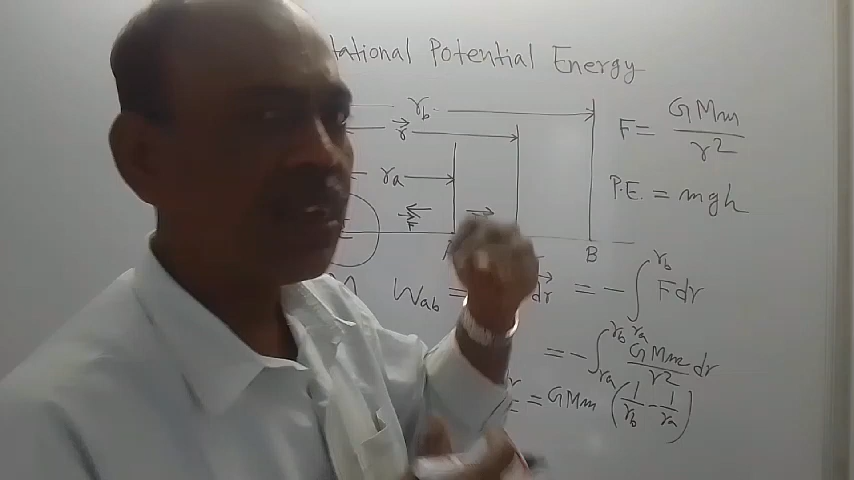 tational Potential Energy
r_b
→r
r_a
F = GMm / r²
P.E. = mgh
F
B
M W_ab = →dr = - ∫_{r_a}^{r_b} F dr
= - ∫_{r_a}^{r_b} GMm / r² dr
= GMm (1/r_b - 1/r_a)